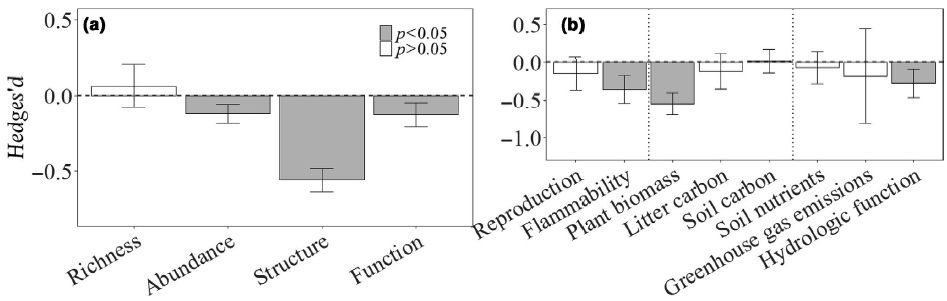 (a)
p<0.05
p>0.05
Hedges'd
0.5
0.0
−0.5
Richness
Abundance
Structure
Function
(b)
0.5
0.0
−0.5
−1.0
Reproduction
Flammability
Plant biomass
Litter carbon
Soil carbon
Soil nutrients
Greenhouse gas emissions
Hydrologic function